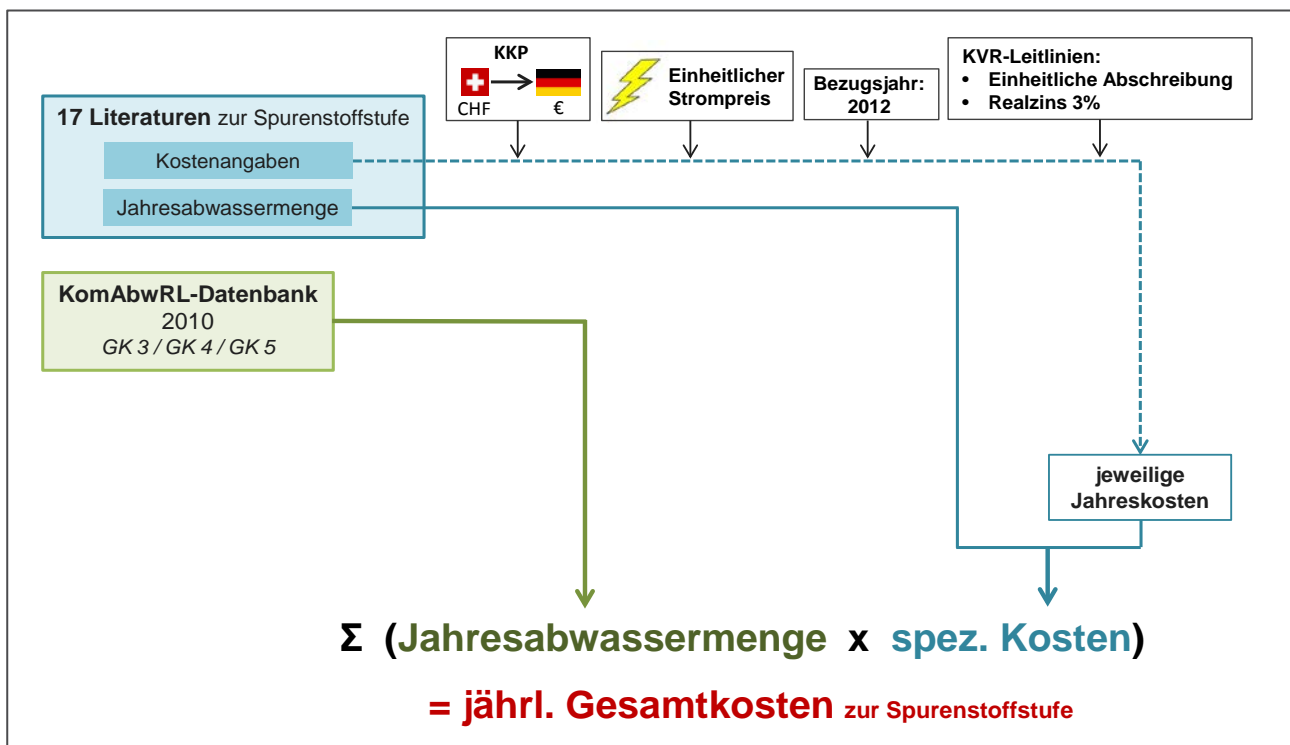 KKP
CHF
€
Einheitlicher
Strompreis
Bezugsjahr:
2012
KVR-Leitlinien:
• Einheitliche Abschreibung
• Realzins 3%
17 Literaturen zur Spurenstoffstufe
Kostenangaben
Jahresabwassermenge
KomAbwRL-Datenbank
2010
GK 3 / GK 4 / GK 5
jeweilige
Jahreskosten
Σ (Jahresabwassermenge x spez. Kosten)
= jährl. Gesamtkosten zur Spurenstoffstufe